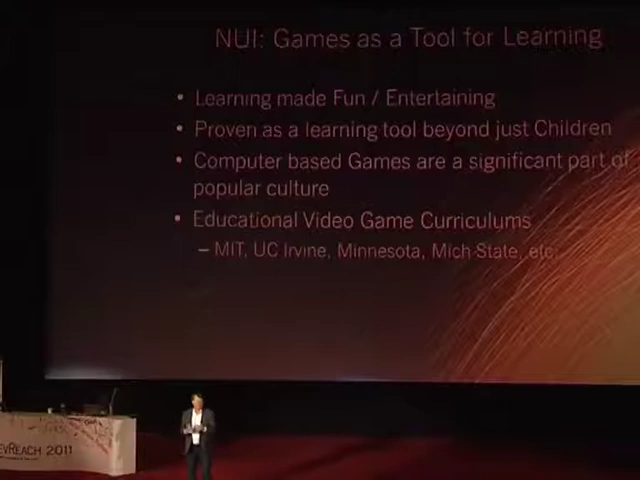 NUI: Games as a Tool for Learning
• Learning made Fun / Entertaining
• Proven as a learning tool beyond just Children
• Computer based Games are a significant part of
popular culture
• Educational Video Game Curriculums
– MIT, UC Irvine, Minnesota, Mich State, etc.
EVREACH 2011